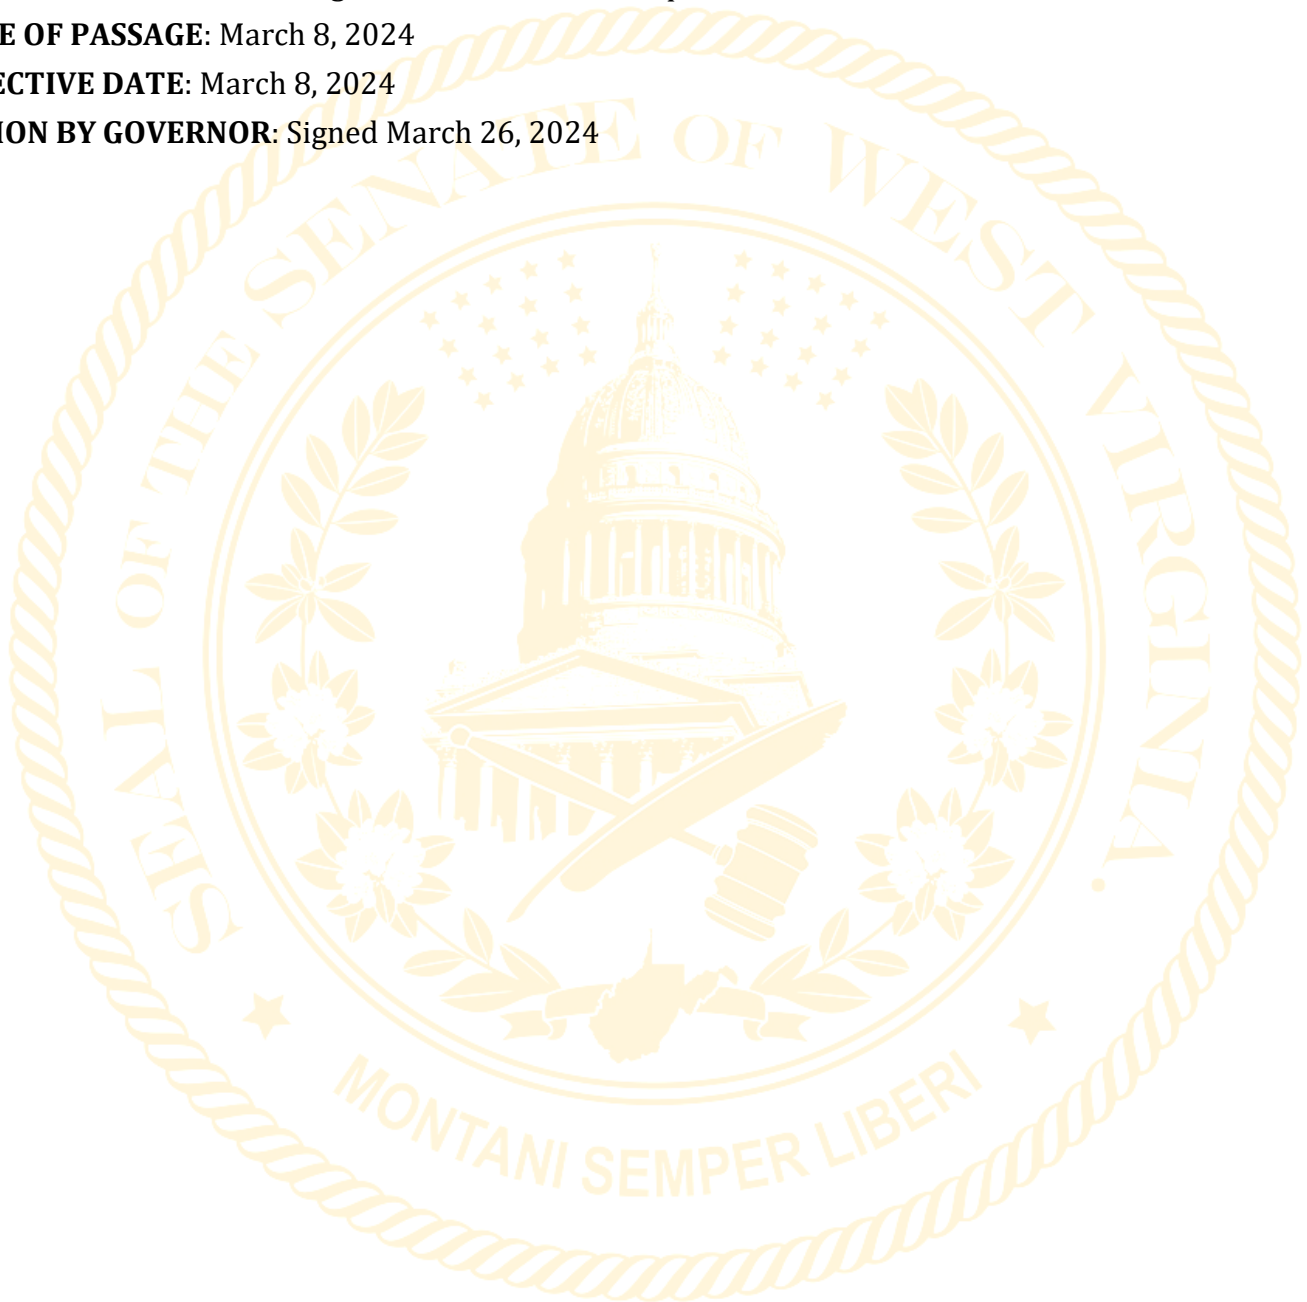 E OF PASSAGE: March 8, 2024
ECTIVE DATE: March 8, 2024
ION BY GOVERNOR: Signed March 26, 2024
SEAL OF THE SENATE OF WEST VIRGINIA.
MONTANI SEMPER LIBERI